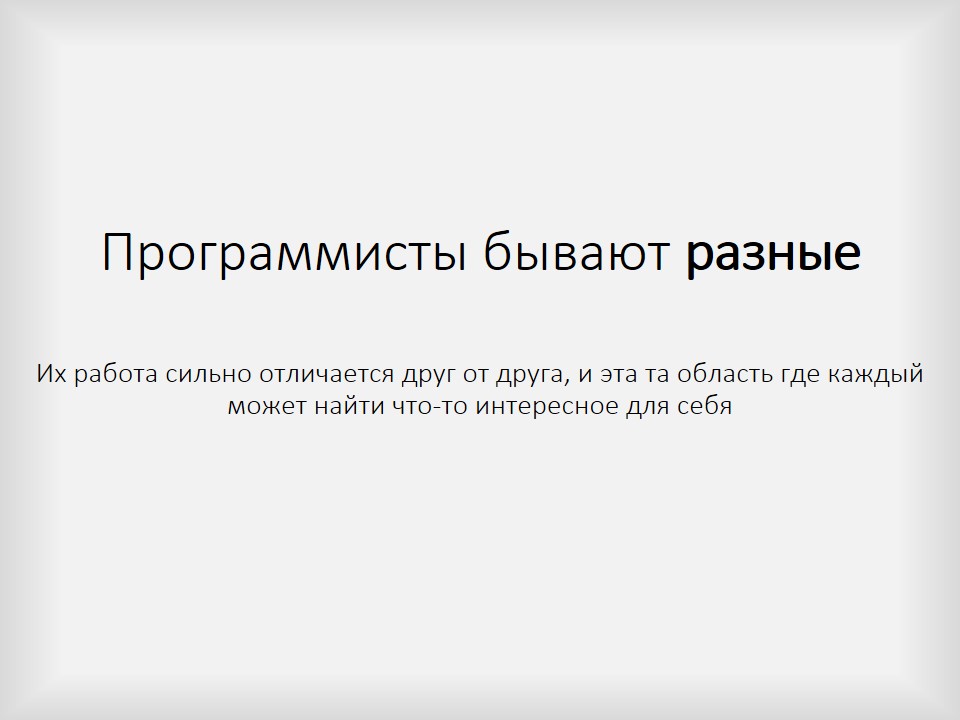 Программисты бывают разные
Их работа сильно отличается друг от друга, и эта та область где каждый
может найти что-то интересное для себя